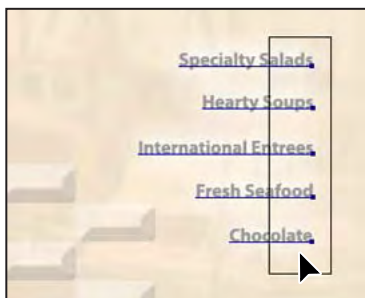 Specialty Salads
Hearty Soups
International Entrees
Fresh Seafood
Chocolate